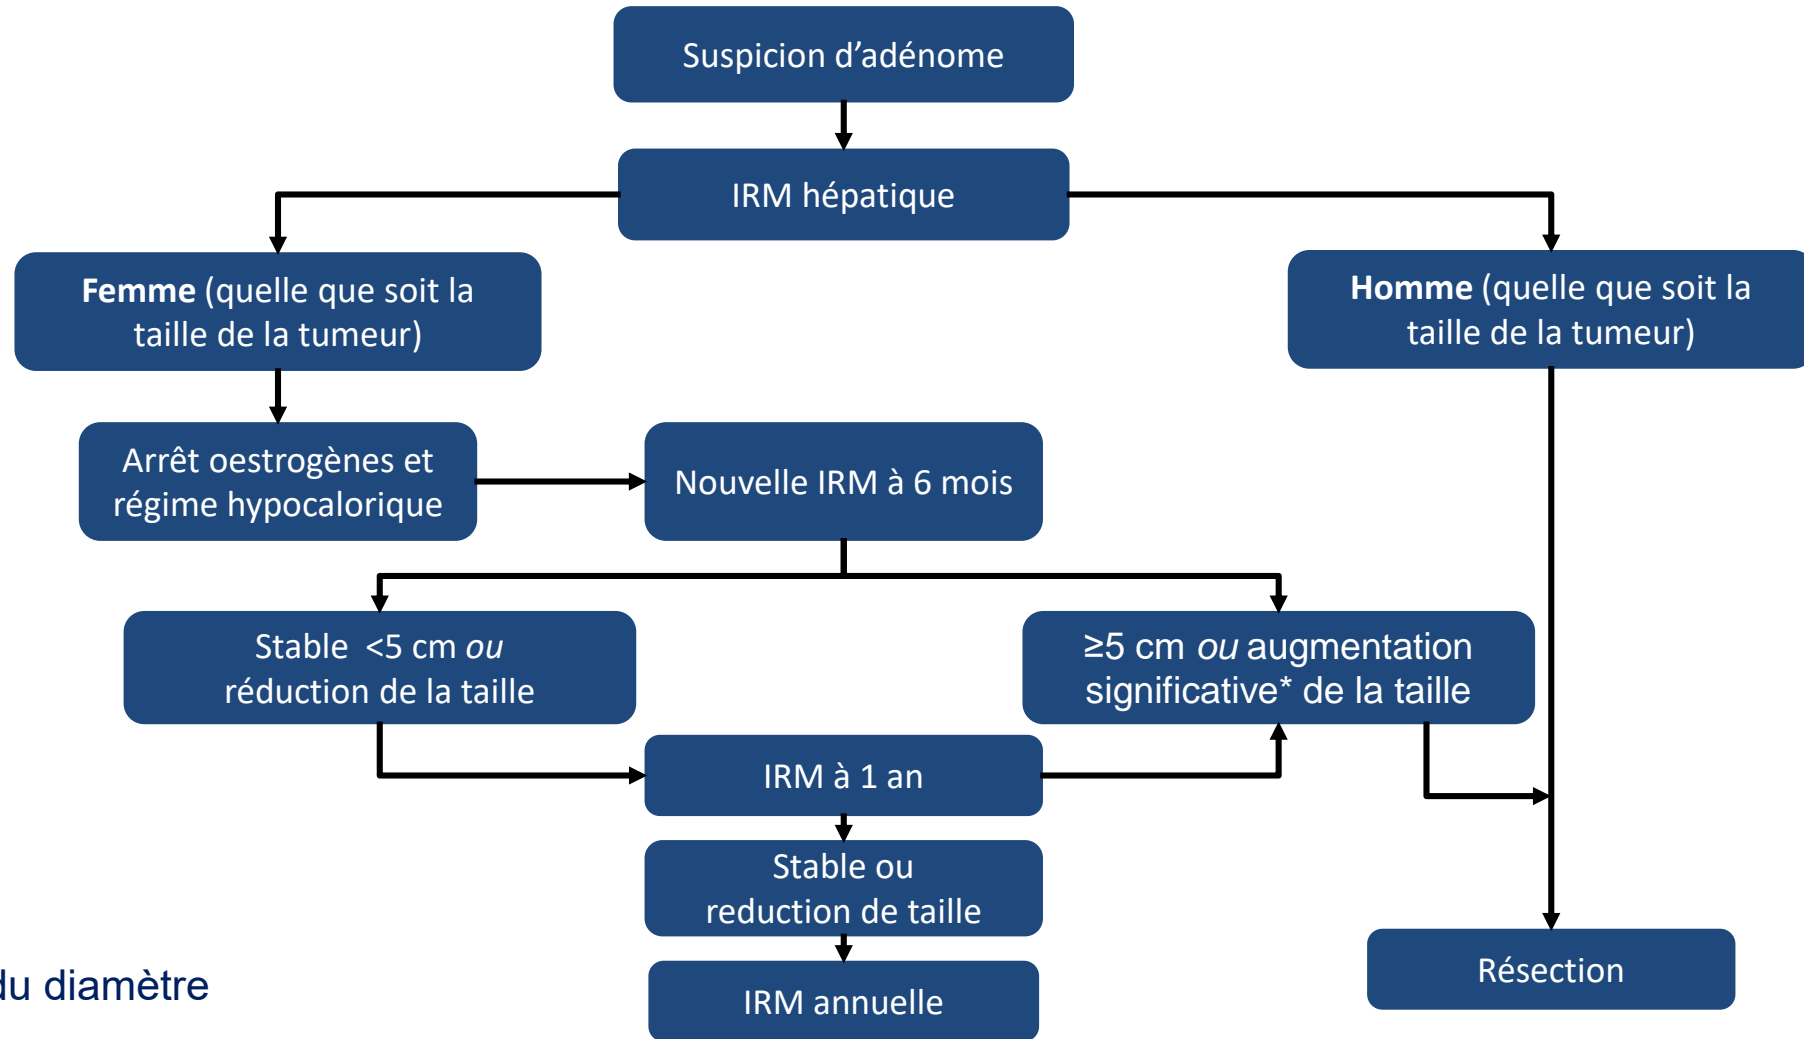 Suspicion d’adénome
IRM hépatique
Femme (quelle que soit la
taille de la tumeur)
Homme (quelle que soit la
taille de la tumeur)
Arrêt oestrogènes et
régime hypocalorique
Nouvelle IRM à 6 mois
Stable <5 cm ou
réduction de la taille
≥5 cm ou augmentation
significative* de la taille
IRM à 1 an
Stable ou
reduction de taille
IRM annuelle
Résection
du diamètre